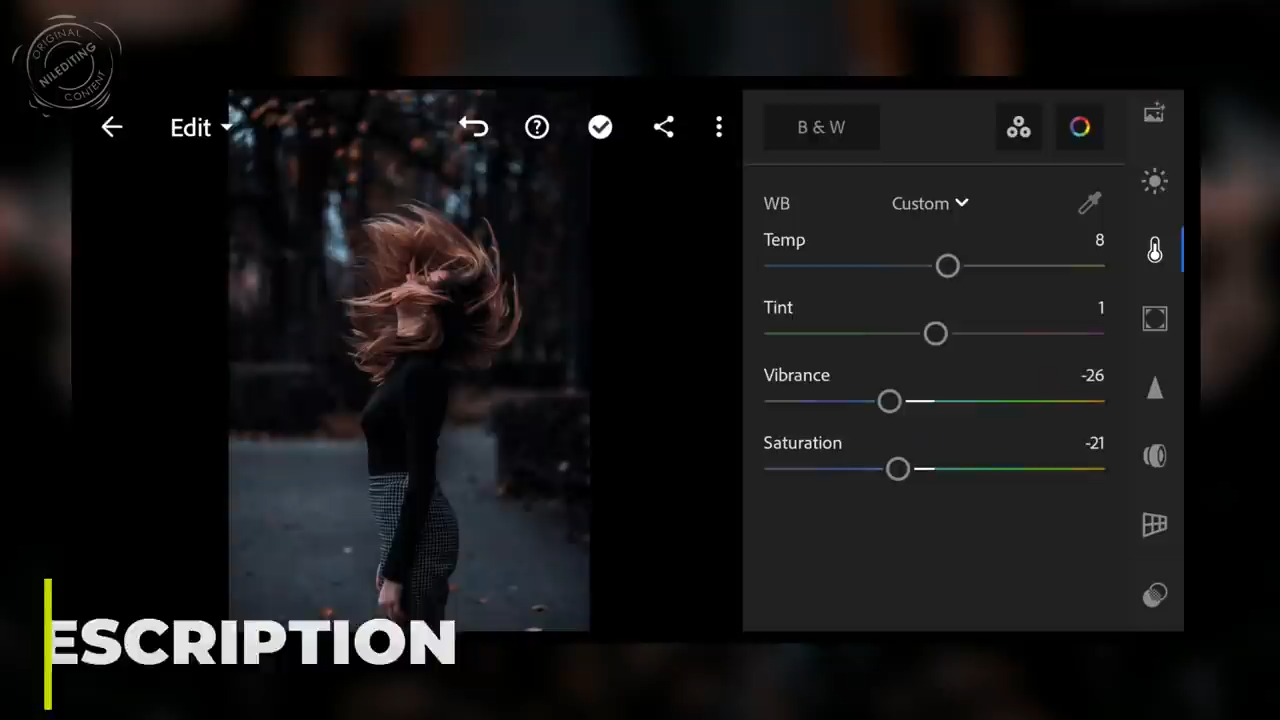 ORIGINAL
NILEDITING
CONTENT
Edit
B & W
WB Custom
Temp 8
Tint 1
Vibrance -26
Saturation -21
ESCRIPTION